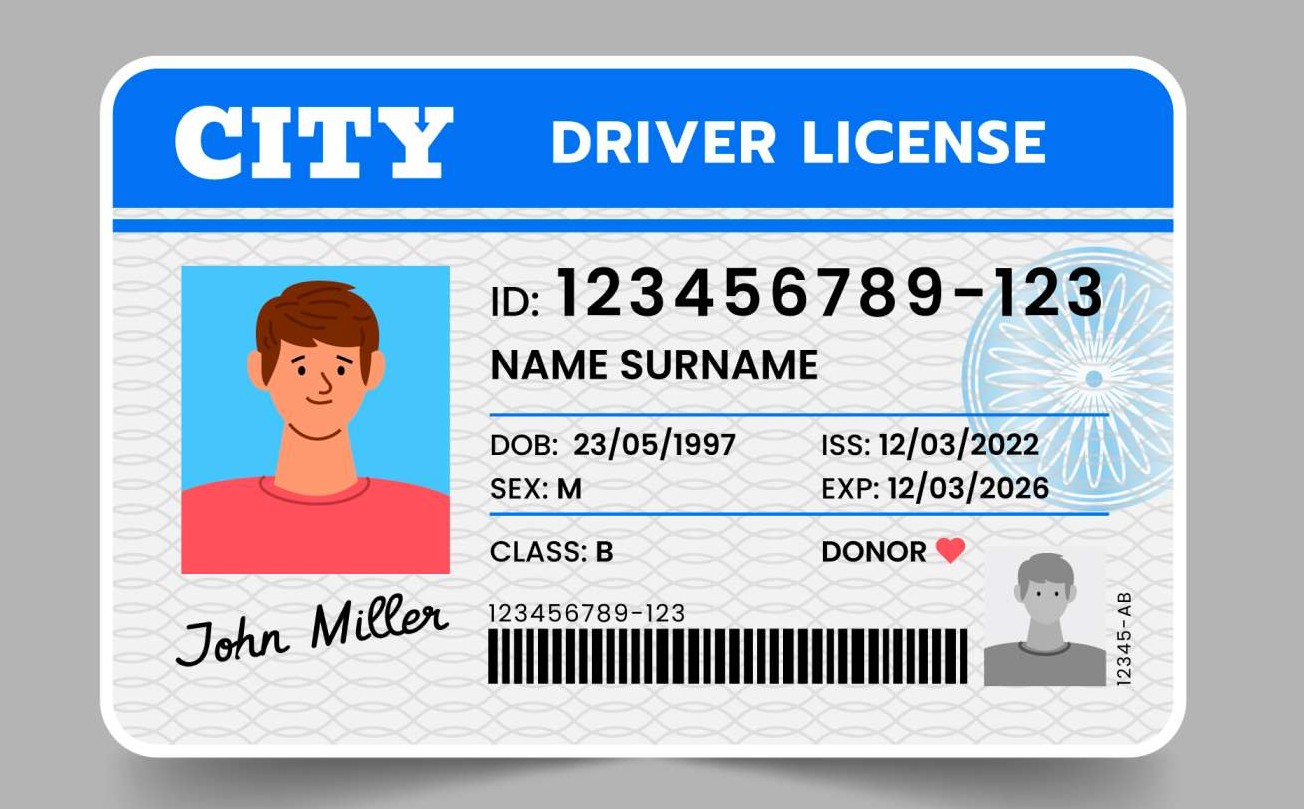 CITY DRIVER LICENSE
ID: 123456789-123
NAME SURNAME
DOB: 23/05/1997 ISS: 12/03/2022
SEX: M EXP: 12/03/2026
CLASS: B DONOR
John Miller
123456789-123
12345-AB